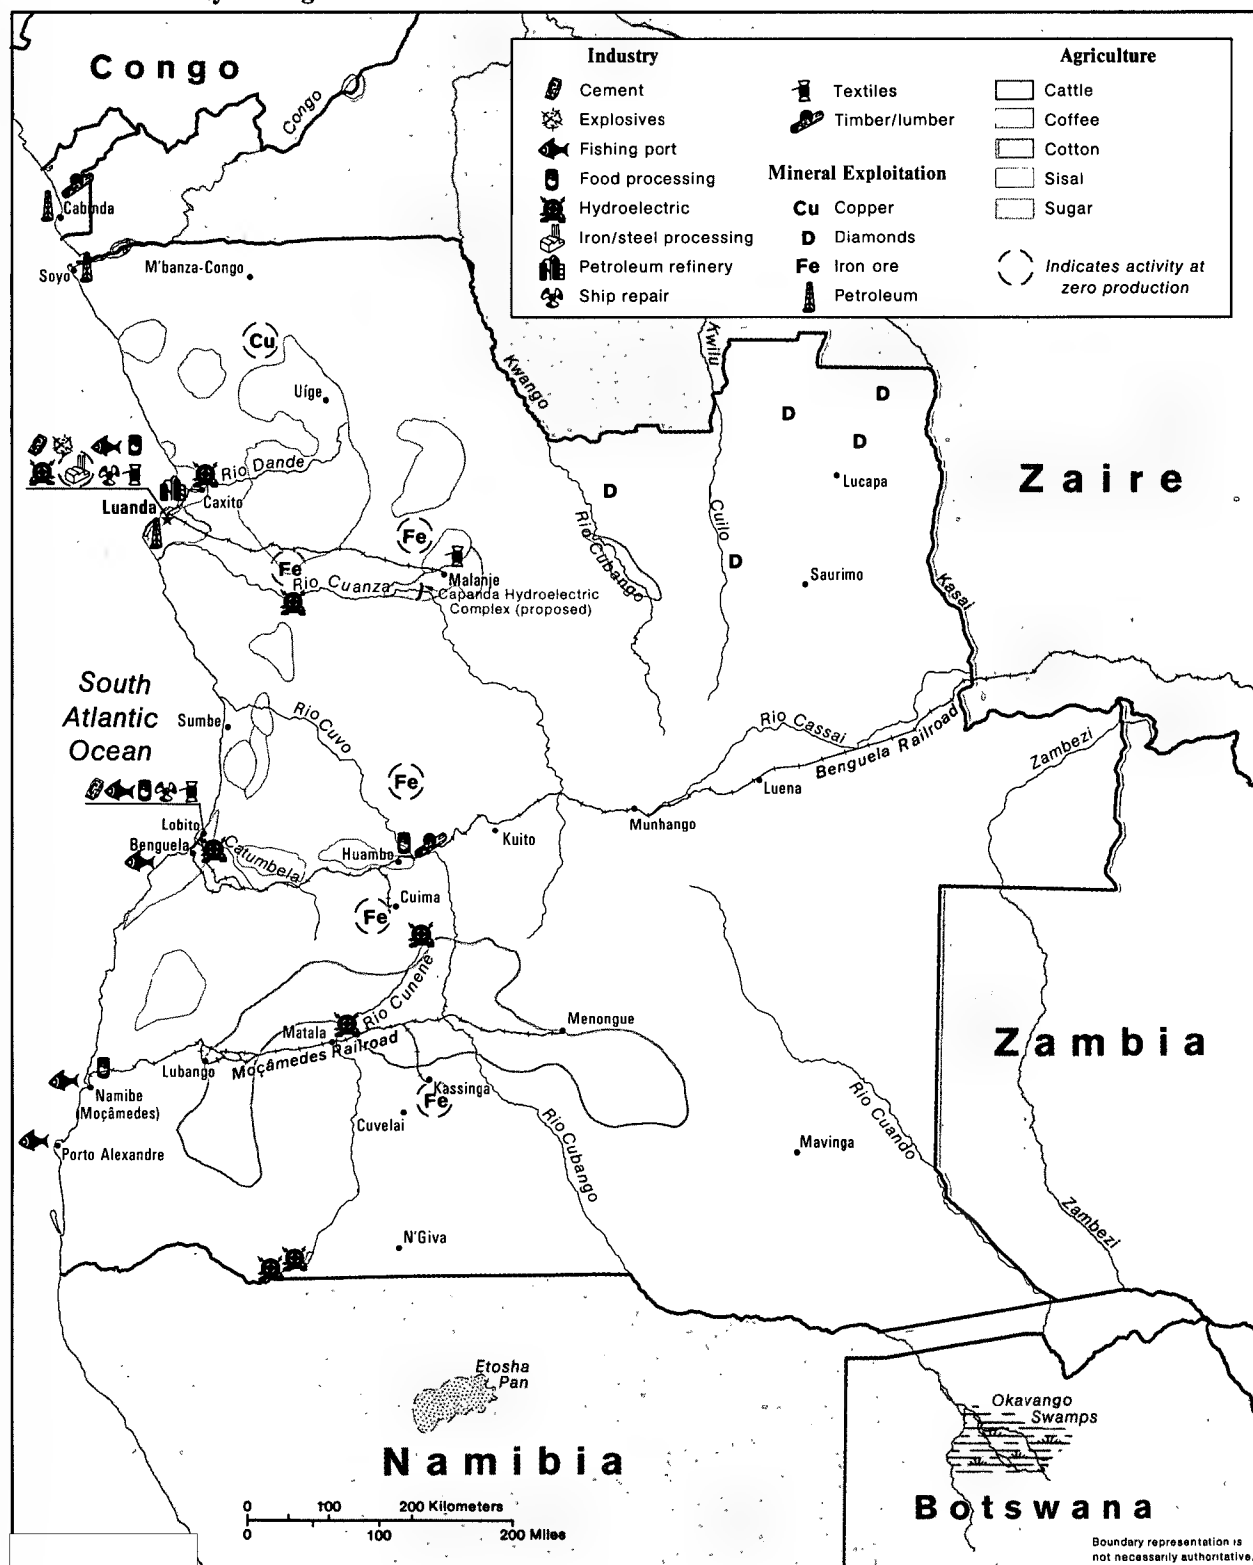 Congo
Congo
Industry
Cement
Explosives
Fishing port
Food processing
Hydroelectric
Iron/steel processing
Petroleum refinery
Ship repair
Textiles
Timber/lumber
Mineral Exploitation
Cu Copper
D Diamonds
Fe Iron ore
Petroleum
Agriculture
Cattle
Coffee
Cotton
Sisal
Sugar
Indicates activity at
zero production
Cabinda
Soyo
M'banza-Congo
Cu
Uíge
Kwango
Kwilu
D
D
D
Lucapa
Zaire
D
Rio Dande
Caxito
Luanda
Fe
Fe
Rio Cuanza
Malanje
Capanda Hydroelectric
Complex (proposed)
Rio Cubango
Cuilo
D
Saurimo
Kasai
South
Atlantic
Ocean
Sumbe
Rio Cuvo
Rio Cassai
Benguela Railroad
Zambezi
Fe
Luena
Munhango
Lobito
Benguela
Catumbela
Huambo
Kuito
Cuima
Fe
Rio Cunene
Matala
Menongue
Zambia
Lubango
Moçâmedes Railroad
Namibe
(Moçâmedes)
Kassinga
Fe
Cuvelai
Rio Cubango
Rio Cuando
Mavinga
Porto Alexandre
N'Giva
Zambezi
Etosha
Pan
Okavango
Swamps
Namibia
Botswana
0 100 200 Kilometers
0 100 200 Miles
Boundary representation is
not necessarily authoritative